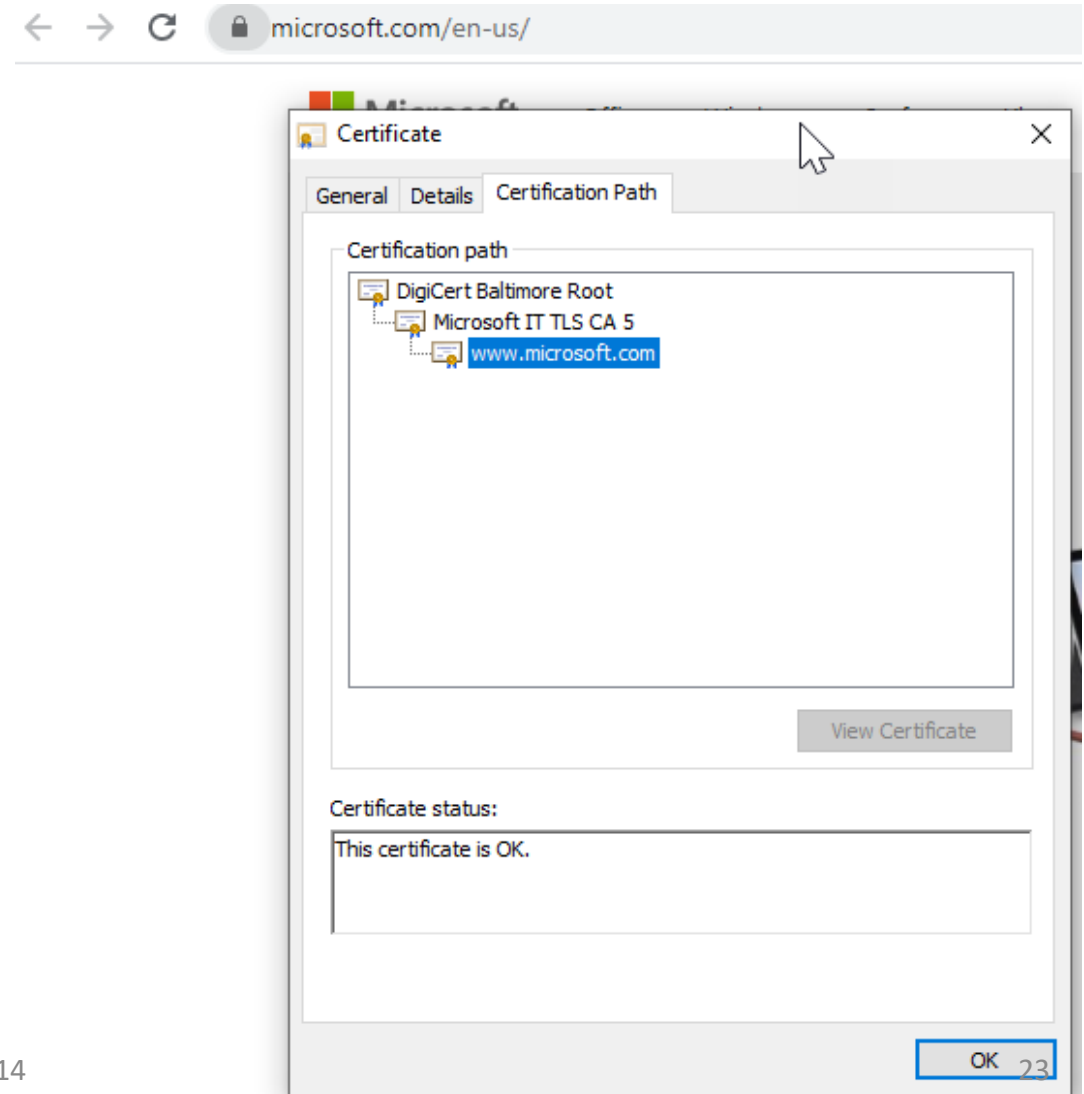 microsoft.com/en-us/
Microsoft
Certificate
General Details Certification Path
Certification path
DigiCert Baltimore Root
Microsoft IT TLS CA 5
www.microsoft.com
View Certificate
Certificate status:
This certificate is OK.
OK
14
23